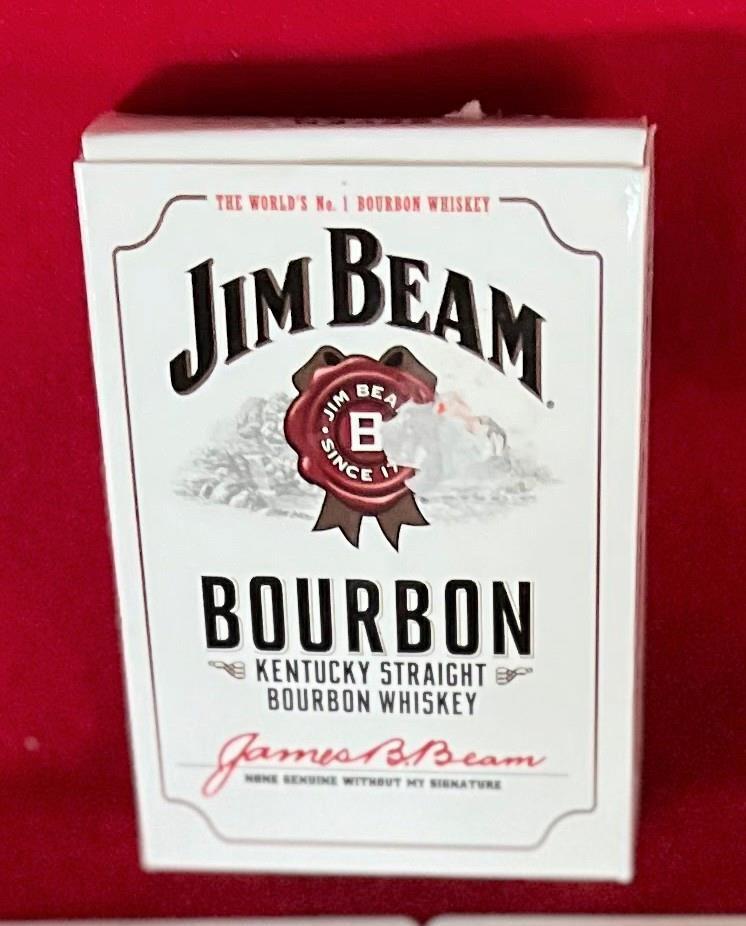 THE WORLD'S No. 1 BOURBON WHISKEY
JIM BEAM
JIM BEA
B
SINCE 17
BOURBON
KENTUCKY STRAIGHT
BOURBON WHISKEY
James B. Beam
NONE GENUINE WITHOUT MY SIGNATURE